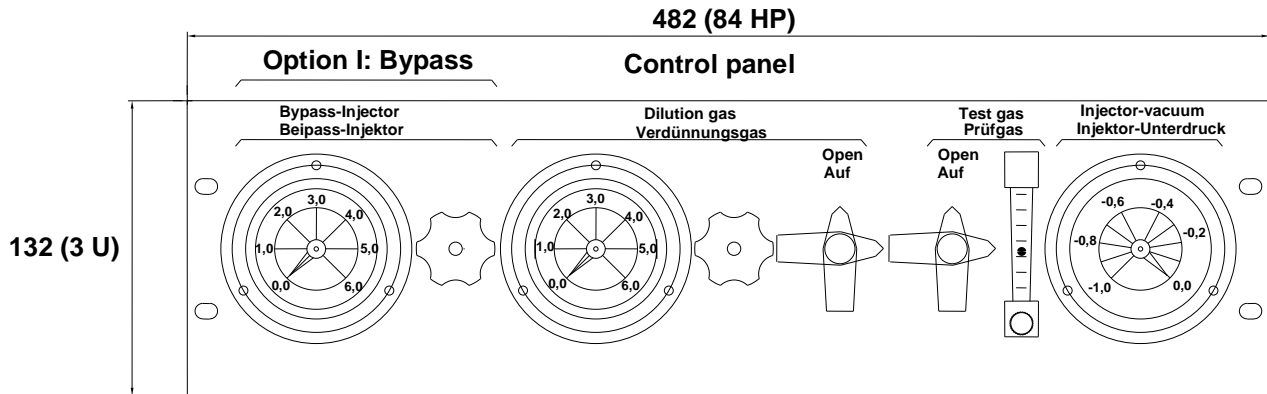 482 (84 HP)
Option I: Bypass
Control panel
Bypass-Injector
Beipass-Injektor
Dilution gas
Verdünnungsgas
Test gas
Prüfgas
Injector-vacuum
Injektor-Unterdruck
Open
Auf
Open
Auf
132 (3 U)
3,0
2,0 4,0
1,0 5,0
0,0 6,0
3,0
2,0 4,0
1,0 5,0
0,0 6,0
-0,6 -0,4
-0,8 -0,2
-1,0 0,0